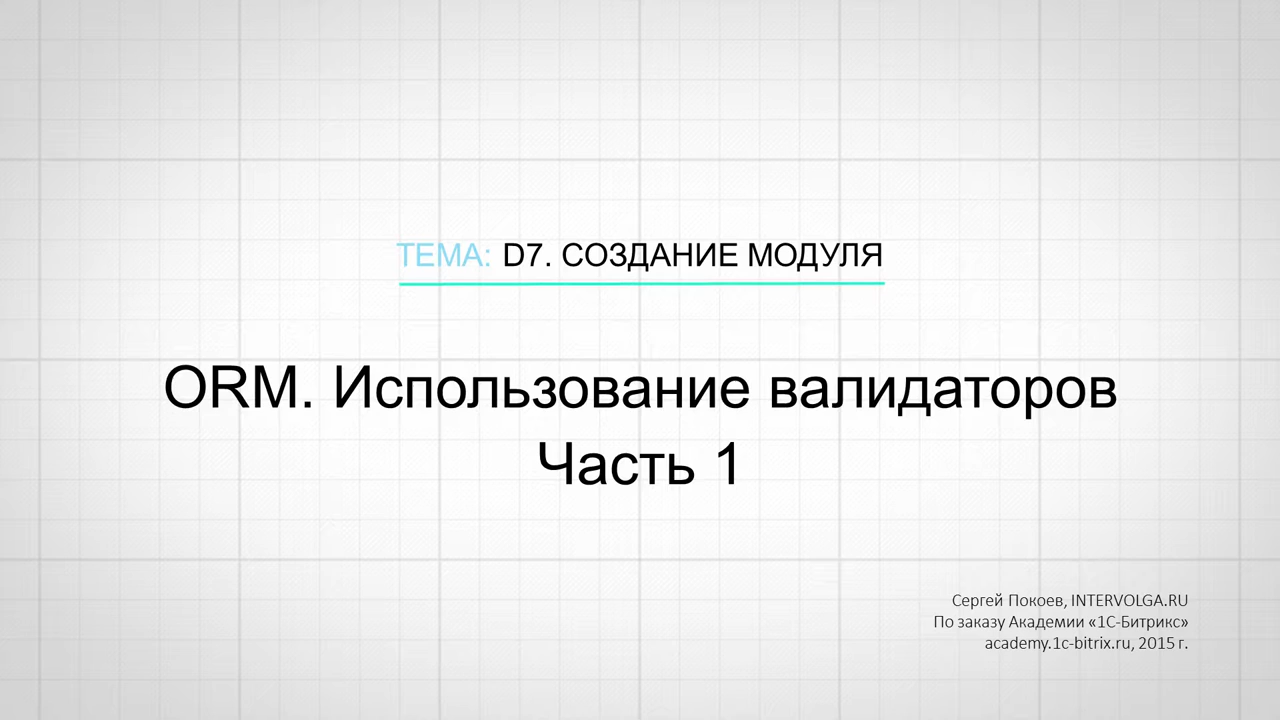 ТЕМА: D7. СОЗДАНИЕ МОДУЛЯ
ORM. Использование валидаторов
Часть 1
Сергей Покоев, INTERVOLGA.RU
По заказу Академии «1С-Битрикс»
academy.1c-bitrix.ru, 2015 г.